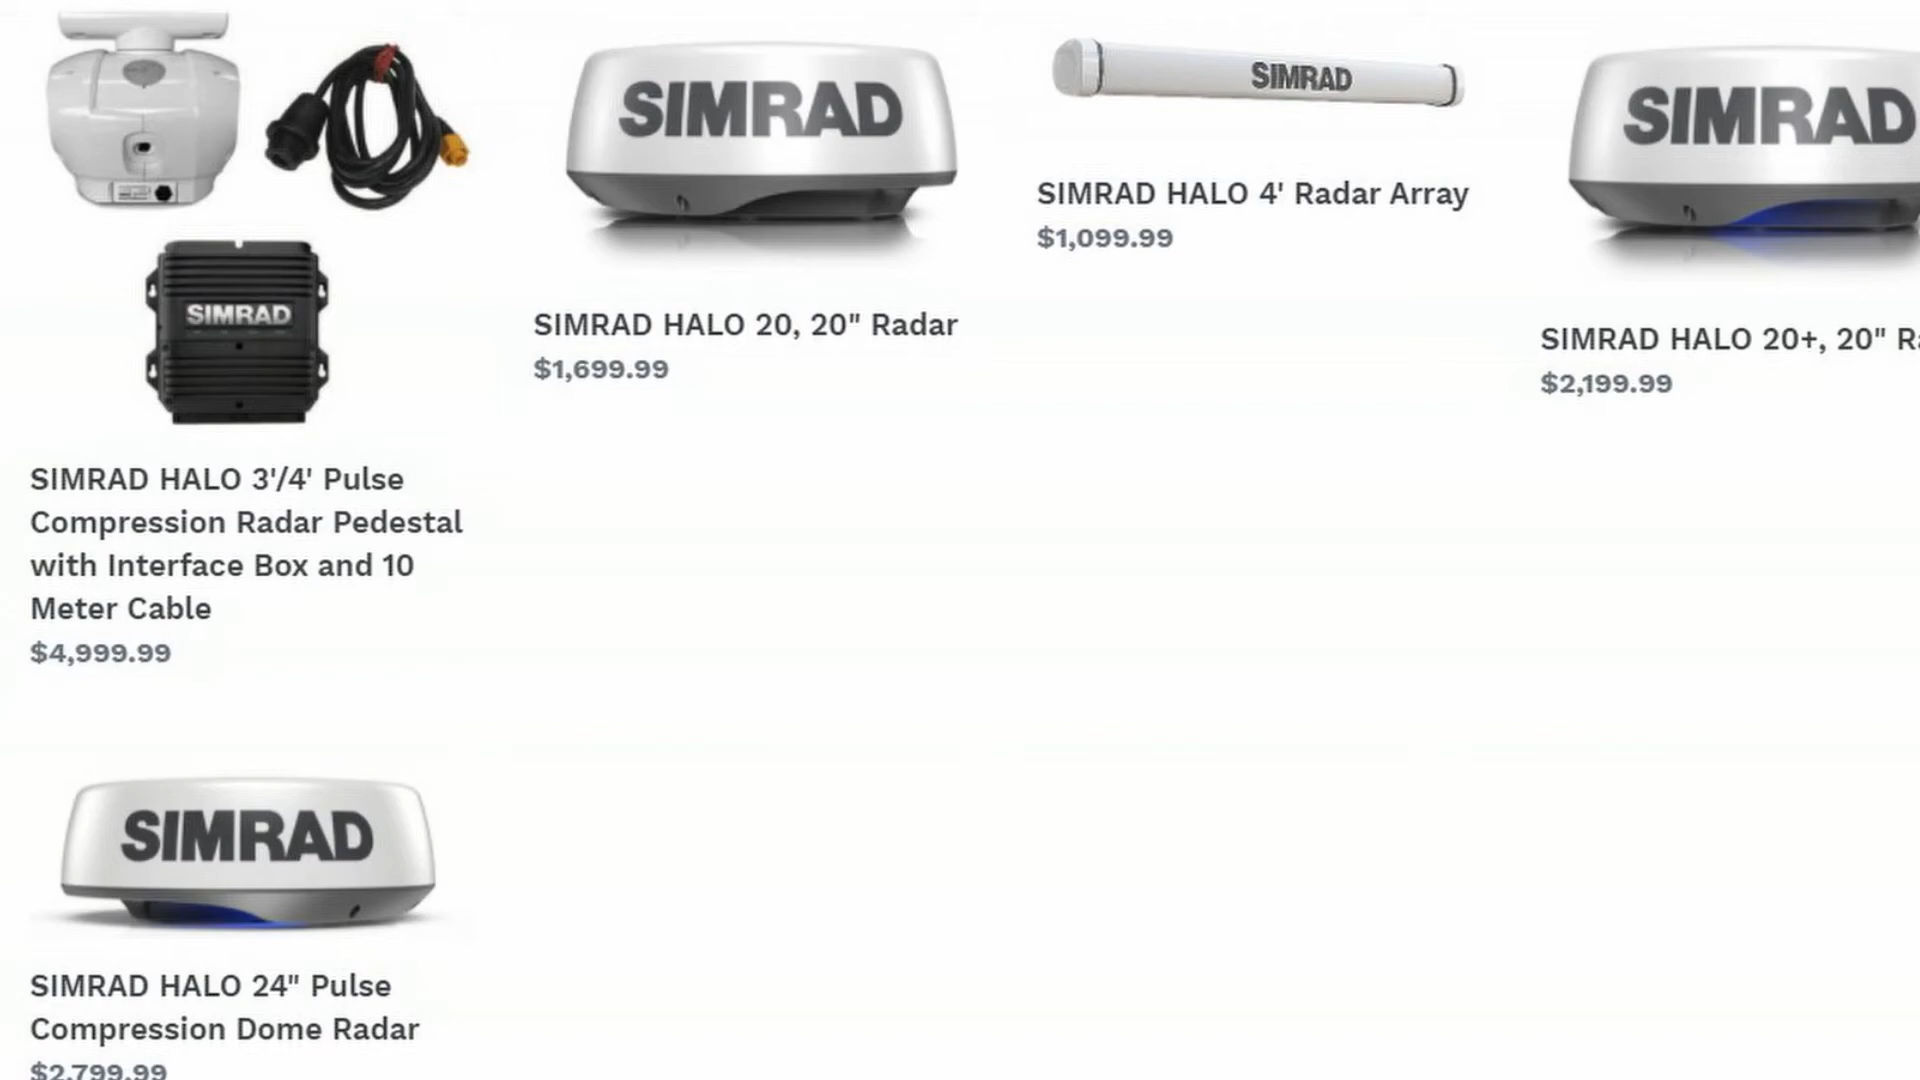 SIMRAD
SIMRAD HALO 3'/4' Pulse
Compression Radar Pedestal
with Interface Box and 10
Meter Cable
$4,999.99
SIMRAD
SIMRAD HALO 20, 20" Radar
$1,699.99
SIMRAD
SIMRAD HALO 4' Radar Array
$1,099.99
SIMRAD
SIMRAD HALO 20+, 20"
$2,199.99
SIMRAD
SIMRAD HALO 24" Pulse
Compression Dome Radar
$2,799.99